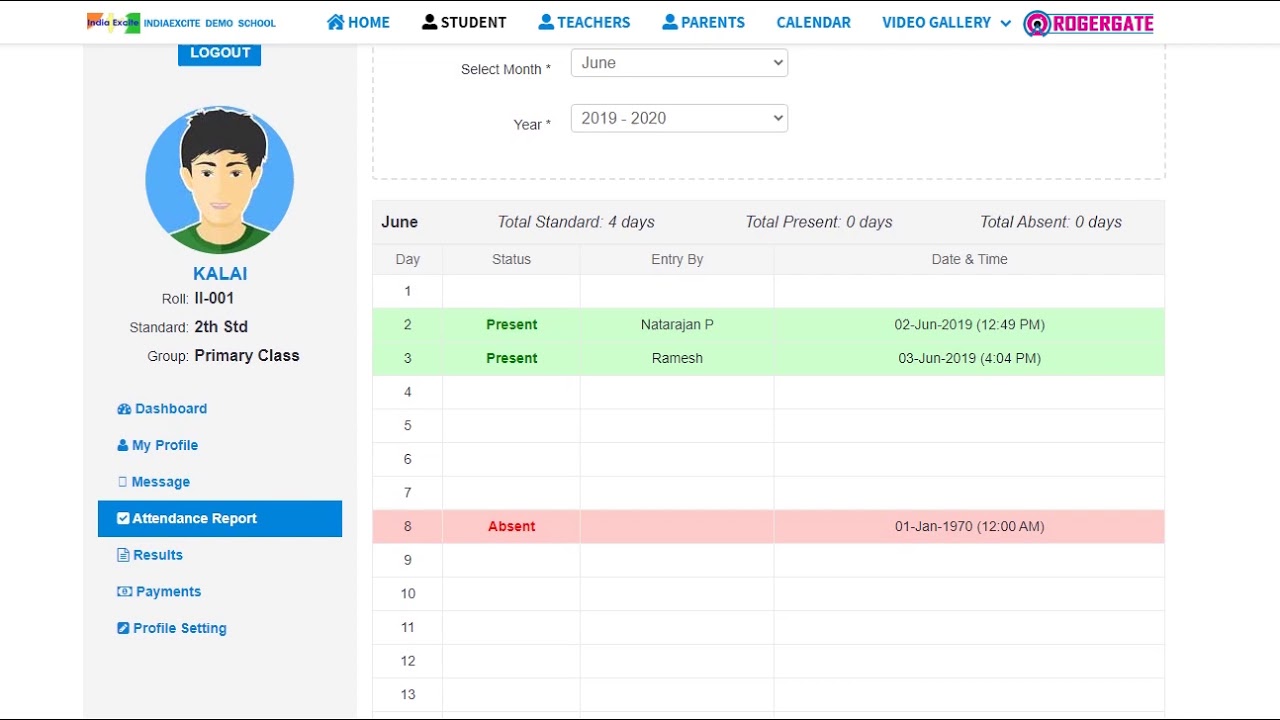 India Excite INDIAEXCITE DEMO SCHOOL HOME STUDENT TEACHERS PARENTS CALENDAR VIDEO GALLERY ROGERGATE
LOGOUT
Select Month * June
Year * 2019 - 2020
KALAI
Roll: II-001
Standard: 2th Std
Group: Primary Class
Dashboard
My Profile
Message
Attendance Report
Results
Payments
Profile Setting
June Total Standard: 4 days Total Present: 0 days Total Absent: 0 days
Day Status Entry By Date & Time
1
2 Present Natarajan P 02-Jun-2019 (12:49 PM)
3 Present Ramesh 03-Jun-2019 (4:04 PM)
4
5
6
7
8 Absent 01-Jan-1970 (12:00 AM)
9
10
11
12
13